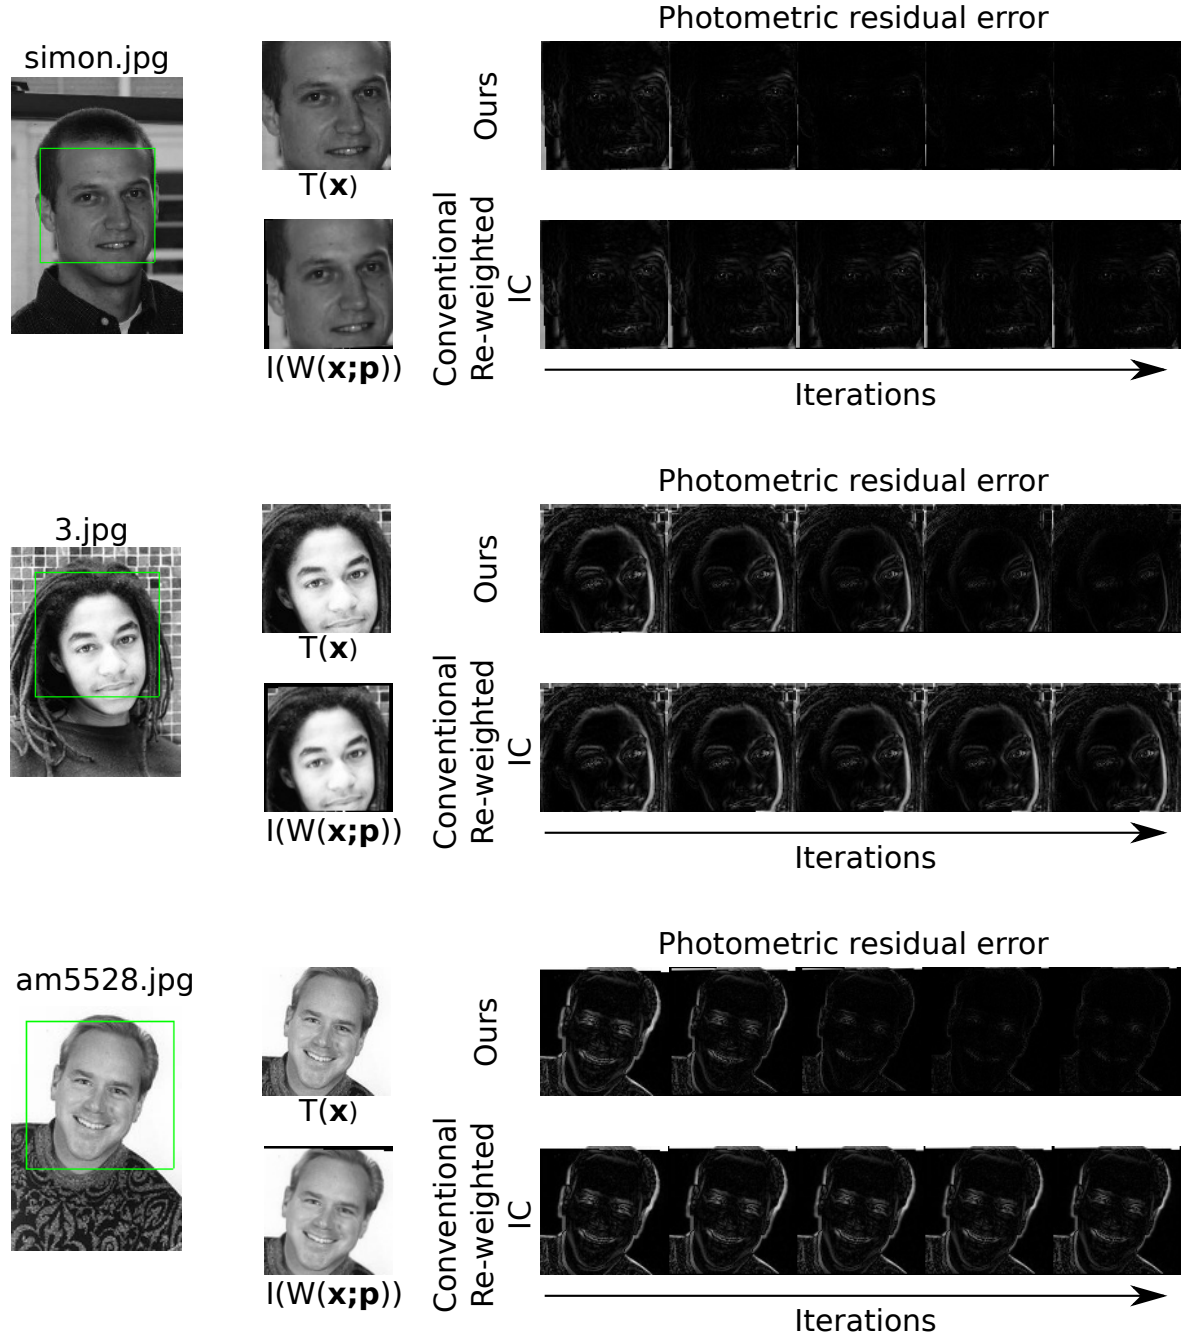 Photometric residual error
simon.jpg
Ours
T(x)
Conventional
Re-weighted
IC
I(W(x;p))
Iterations
Photometric residual error
3.jpg
Ours
T(x)
Conventional
Re-weighted
IC
I(W(x;p))
Iterations
Photometric residual error
am5528.jpg
Ours
T(x)
Conventional
Re-weighted
IC
I(W(x;p))
Iterations